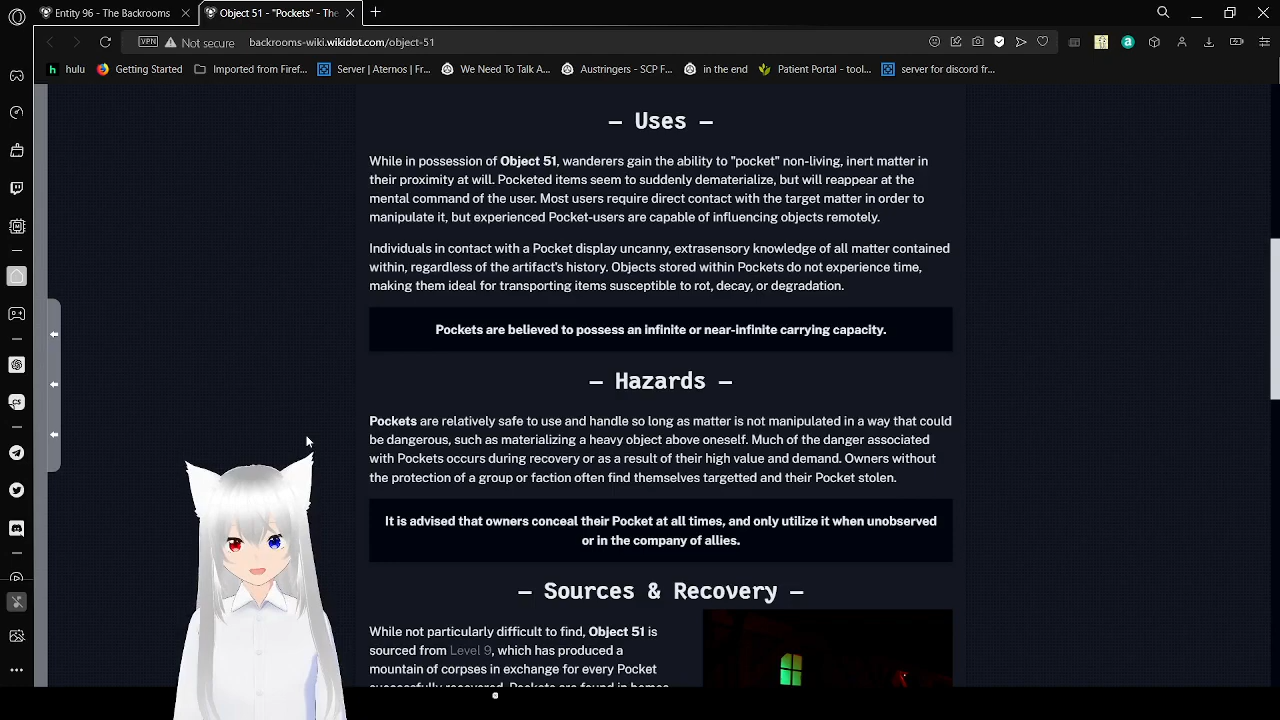 Entity 96 - The Backrooms
Object 51 - "Pockets" - The
VPN
Not secure
backrooms-wiki.wikidot.com/object-51
hulu
Getting Started
Imported from Firef...
Server | Aternos | Fr...
We Need To Talk A...
Austringers - SCP F...
in the end
Patient Portal - tool...
server for discord fr...
— Uses —
While in possession of Object 51, wanderers gain the ability to "pocket" non-living, inert matter in
their proximity at will. Pocketed items seem to suddenly dematerialize, but will reappear at the
mental command of the user. Most users require direct contact with the target matter in order to
manipulate it, but experienced Pocket-users are capable of influencing objects remotely.
Individuals in contact with a Pocket display uncanny, extrasensory knowledge of all matter contained
within, regardless of the artifact's history. Objects stored within Pockets do not experience time,
making them ideal for transporting items susceptible to rot, decay, or degradation.
Pockets are believed to possess an infinite or near-infinite carrying capacity.
— Hazards —
Pockets are relatively safe to use and handle so long as matter is not manipulated in a way that could
be dangerous, such as materializing a heavy object above oneself. Much of the danger associated
with Pockets occurs during recovery or as a result of their high value and demand. Owners without
the protection of a group or faction often find themselves targetted and their Pocket stolen.
It is advised that owners conceal their Pocket at all times, and only utilize it when unobserved
or in the company of allies.
— Sources & Recovery —
While not particularly difficult to find, Object 51 is
sourced from Level 9, which has produced a
mountain of corpses in exchange for every Pocket
successfully recovered. Pockets are found in homes